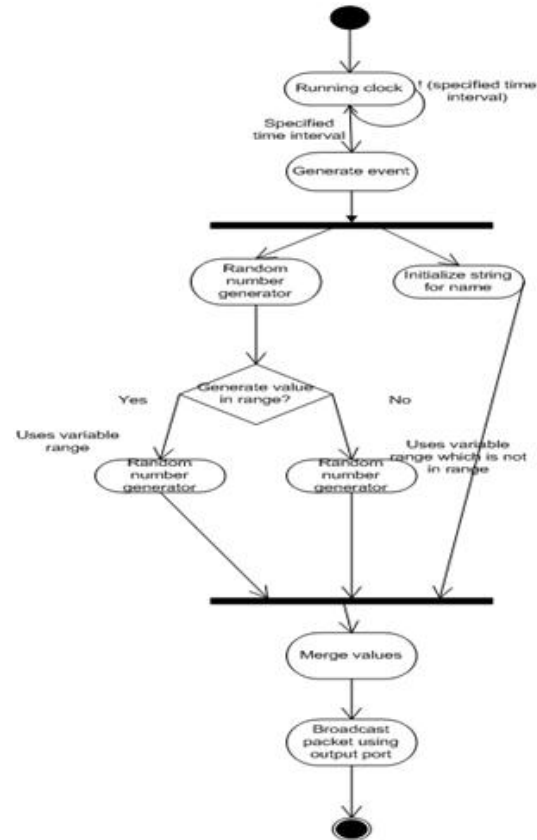 Running clock
! (specified time
interval)
Specified
time interval
Generate event
Random
number
generator
Initialize string
for name
Generate value
in range?
Yes
No
Uses variable
range
Uses variable
range which is not
in range
Random
number
generator
Random
number
generator
Merge values
Broadcast
packet using
output port